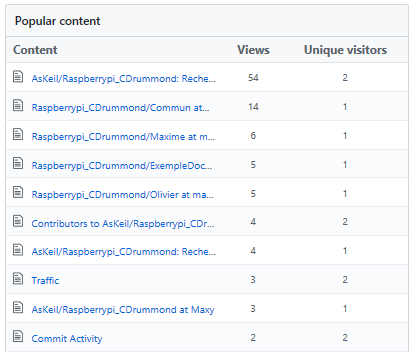 Popular content
Content Views Unique visitors
AsKeil/Raspberrypi_CDrummond: Reche... 54 2
Raspberrypi_CDrummond/Commun at... 14 1
Raspberrypi_CDrummond/Maxime at m... 6 1
Raspberrypi_CDrummond/ExempleDoc... 5 1
Raspberrypi_CDrummond/Olivier at ma... 5 1
Contributors to AsKeil/Raspberrypi_CDr... 4 2
AsKeil/Raspberrypi_CDrummond: Reche... 4 1
Traffic 3 2
AsKeil/Raspberrypi_CDrummond at Maxy 3 1
Commit Activity 2 2